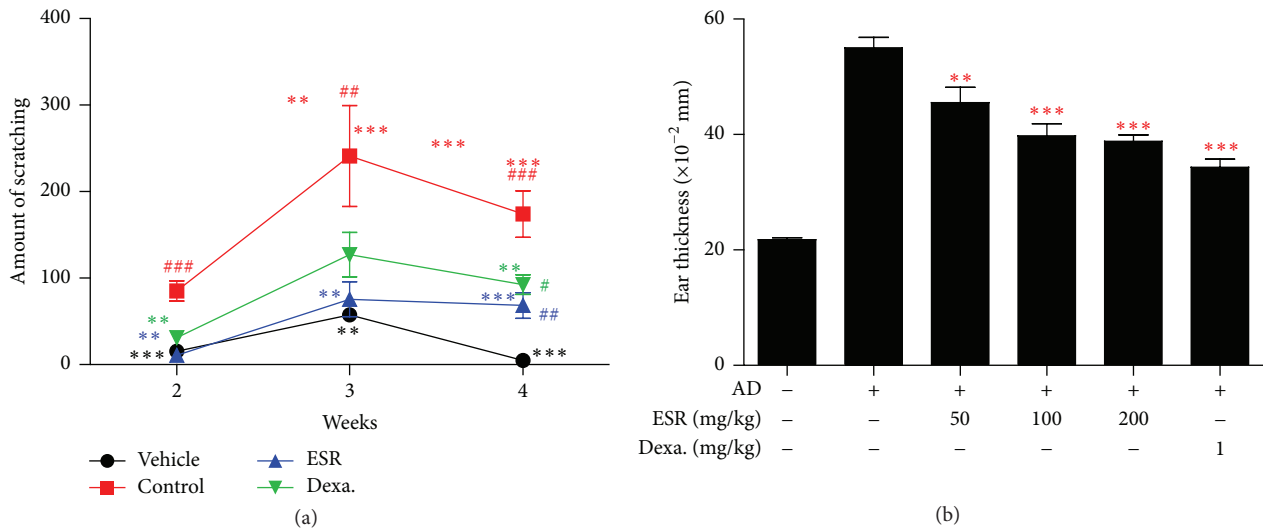 400
300
200
100
0
Amount of scratching
** ##
*** ***
***
###
###
** **
** *** #
** ##
*** ** ***
2 3 4
Weeks
Vehicle ESR
Control Dexa.
(a)
60
40
20
0
Ear thickness (×10−2 mm)
**
***
***
***
AD − + + + + +
ESR (mg/kg) − − 50 100 200 −
Dexa. (mg/kg) − − − − − 1
(b)